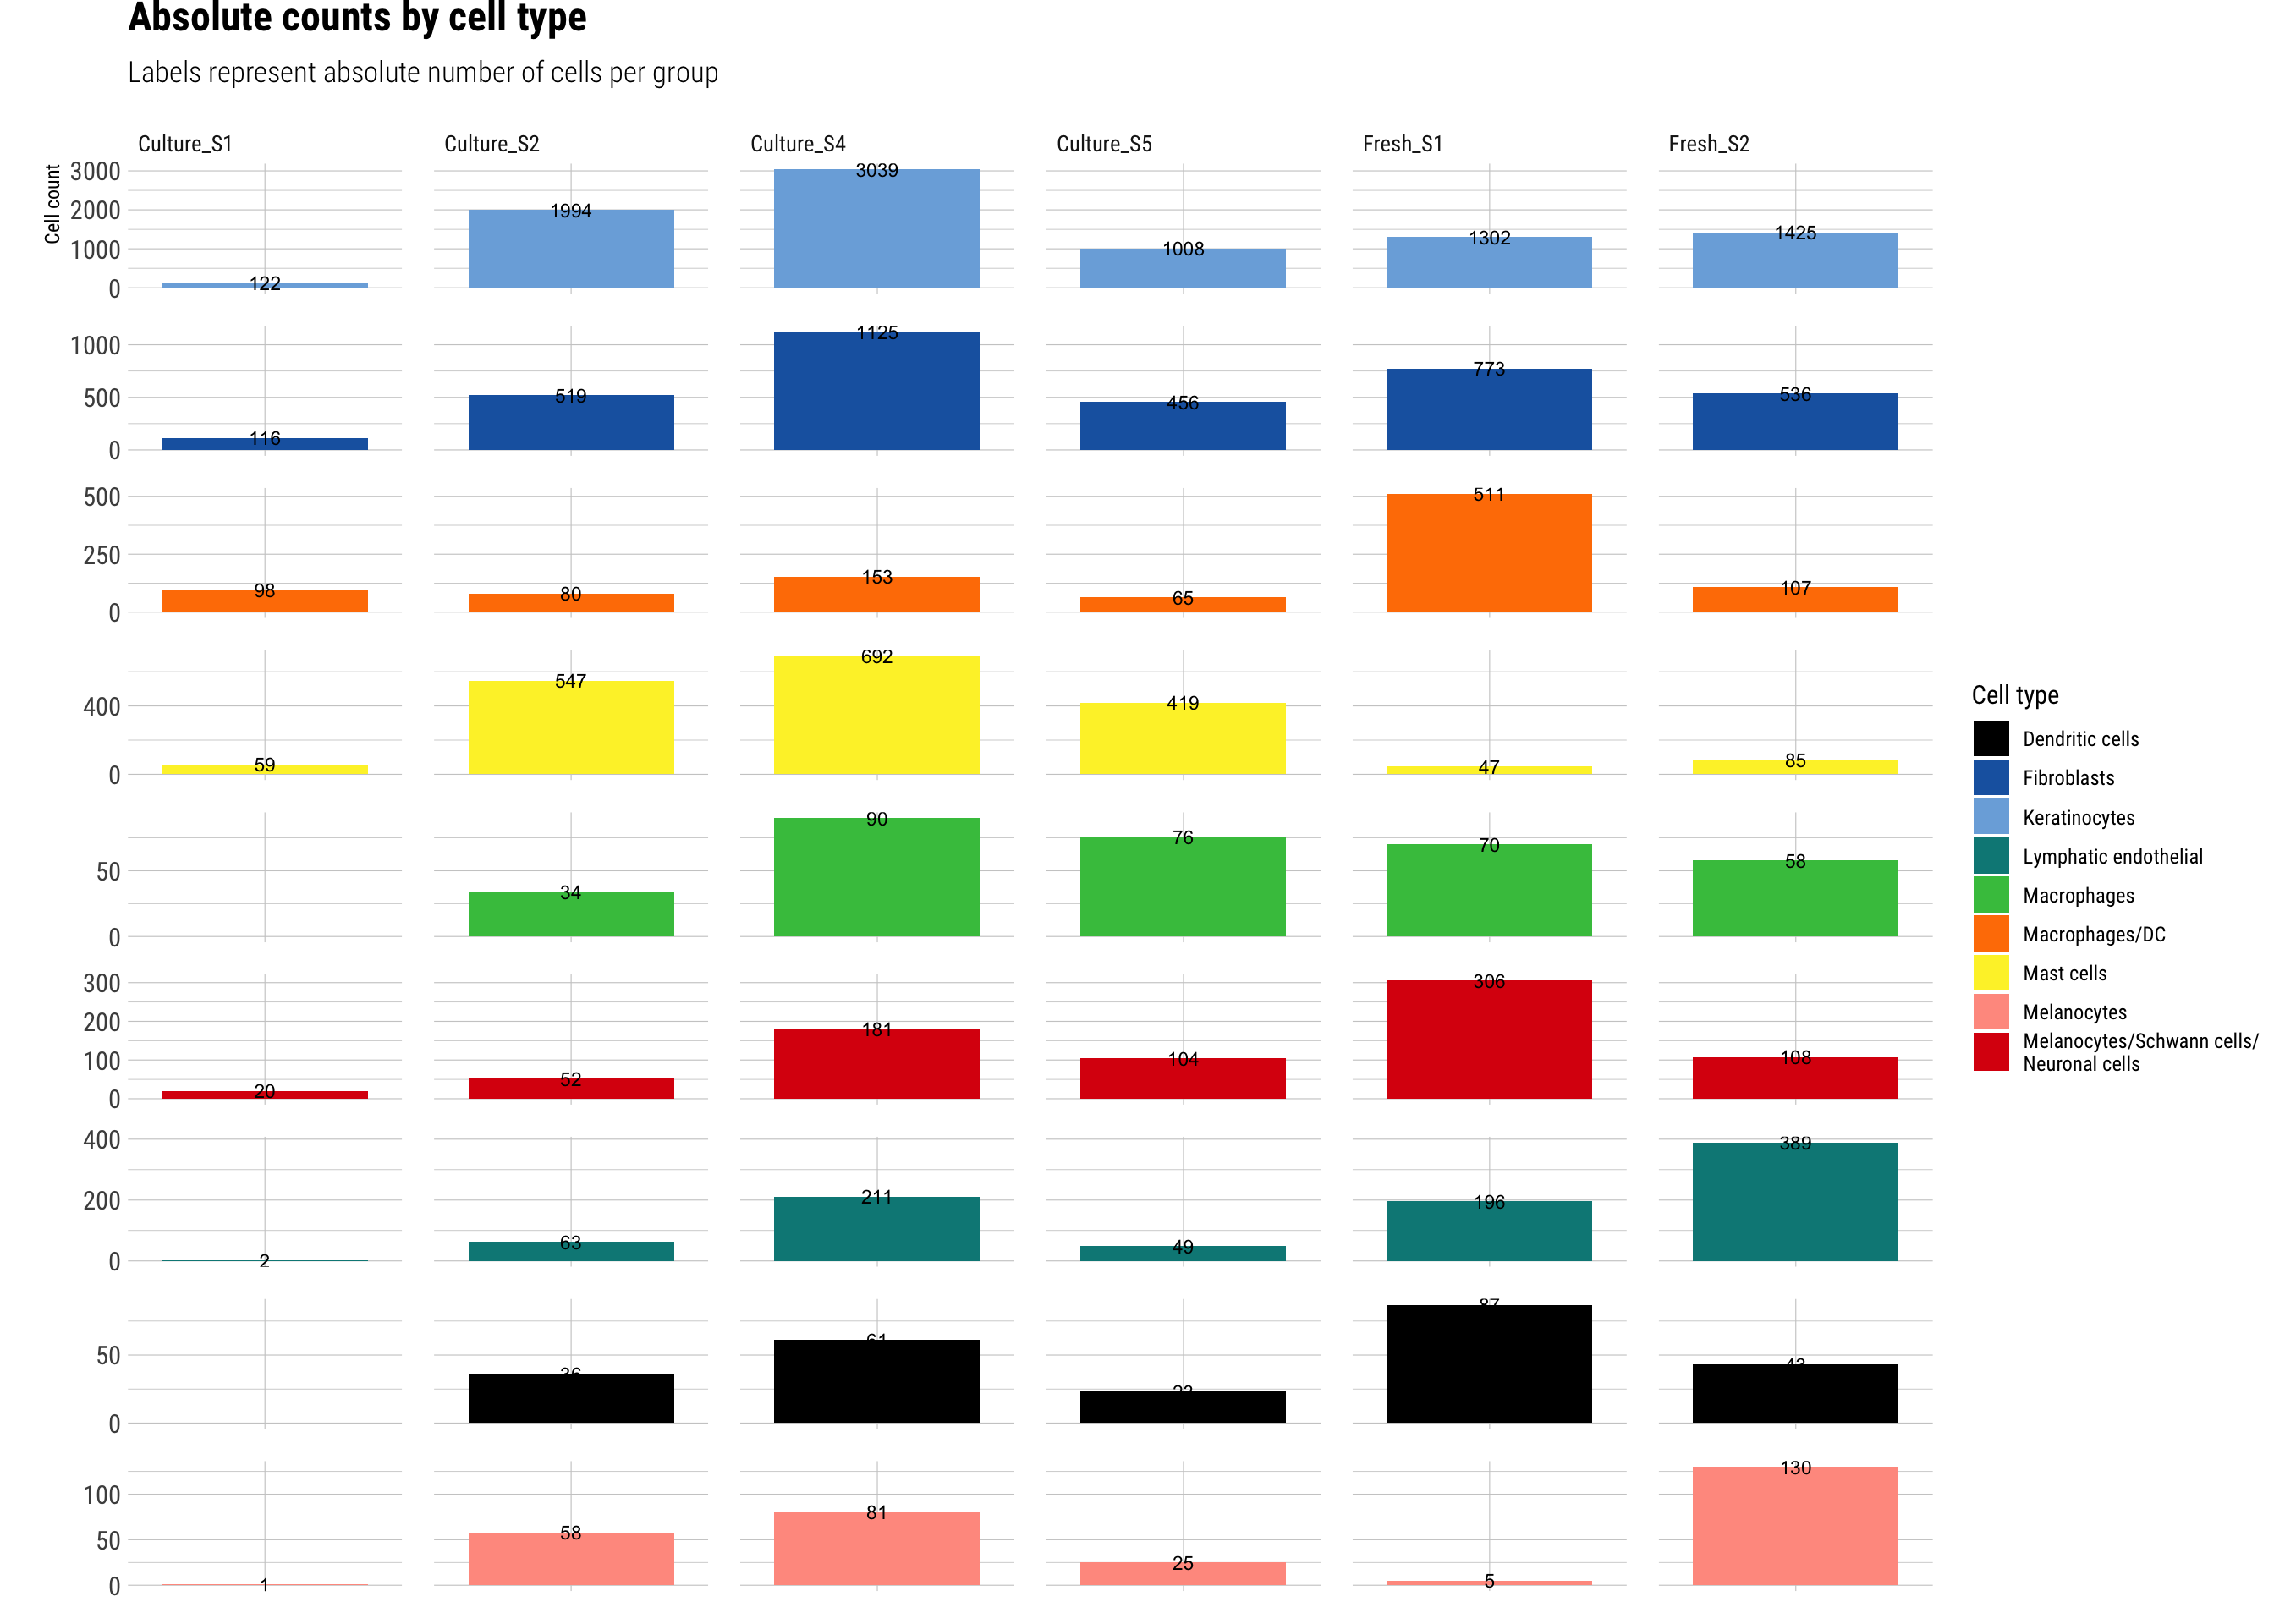 Absolute counts by cell type
Labels represent absolute number of cells per group
Culture_S1 Culture_S2 Culture_S4 Culture_S5 Fresh_S1 Fresh_S2
Cell count
3000
2000
1000
0
122 1994 3039 1008 1302 1425
1000
500
0
116 519 1125 456 773 536
500
250
0
98 80 153 65 511 107
400
0
59 547 692 419 47 85
50
0
34 90 76 70 58
300
200
100
0
20 52 181 104 306 108
400
200
0
2 63 211 49 196 389
50
0
36 61 23 87 43
100
50
0
1 58 81 25 5 130
Cell type
Dendritic cells
Fibroblasts
Keratinocytes
Lymphatic endothelial
Macrophages
Macrophages/DC
Mast cells
Melanocytes
Melanocytes/Schwann cells/
Neuronal cells